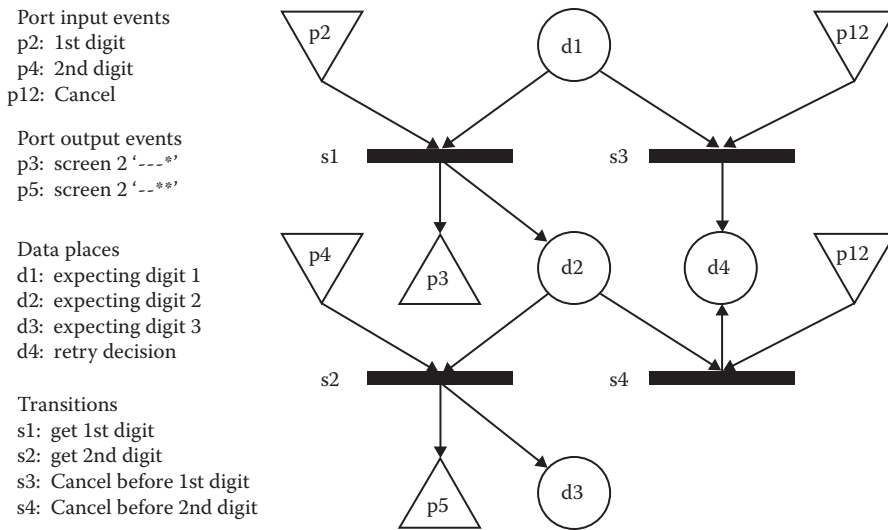 Port input events
p2: 1st digit
p4: 2nd digit
p12: Cancel
Port output events
p3: screen 2 ‘---*’
p5: screen 2 ‘--**’
Data places
d1: expecting digit 1
d2: expecting digit 2
d3: expecting digit 3
d4: retry decision
Transitions
s1: get 1st digit
s2: get 2nd digit
s3: Cancel before 1st digit
s4: Cancel before 2nd digit
p2
d1
p12
s1
s3
p4
p3
d2
d4
p12
s2
s4
p5
d3